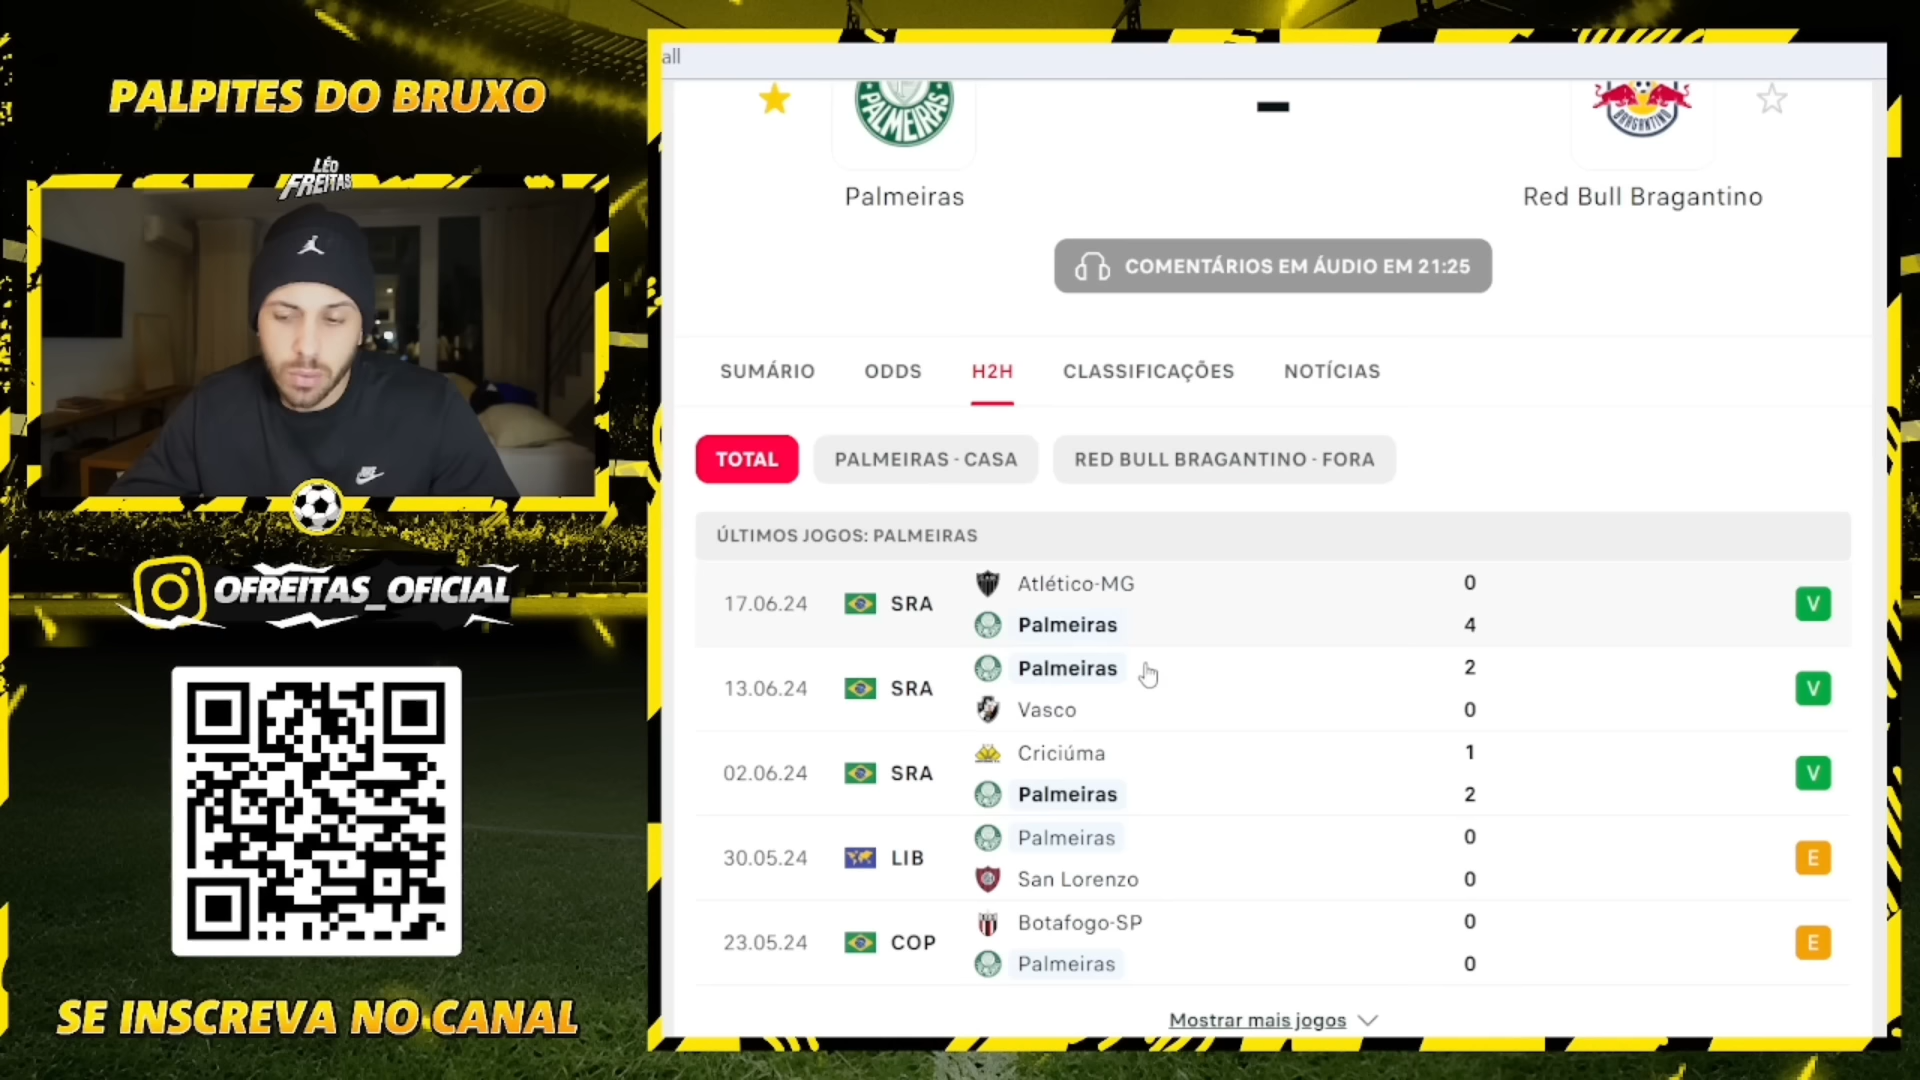 PALPITES DO BRUXO
LÉO
FREITAS
OFREITAS_OFICIAL
SE INSCREVA NO CANAL
all
PALMEIRAS
BRAGANTINO
Palmeiras
-
Red Bull Bragantino
COMENTÁRIOS EM ÁUDIO EM 21:25
SUMÁRIO ODDS H2H CLASSIFICAÇÕES NOTÍCIAS
TOTAL PALMEIRAS - CASA RED BULL BRAGANTINO - FORA
ÚLTIMOS JOGOS: PALMEIRAS
17.06.24 SRA Atlético-MG 0 V
Palmeiras 4
13.06.24 SRA Palmeiras 2 V
Vasco 0
02.06.24 SRA Criciúma 1 V
Palmeiras 2
30.05.24 LIB Palmeiras 0 E
San Lorenzo 0
23.05.24 COP Botafogo-SP 0 E
Palmeiras 0
Mostrar mais jogos